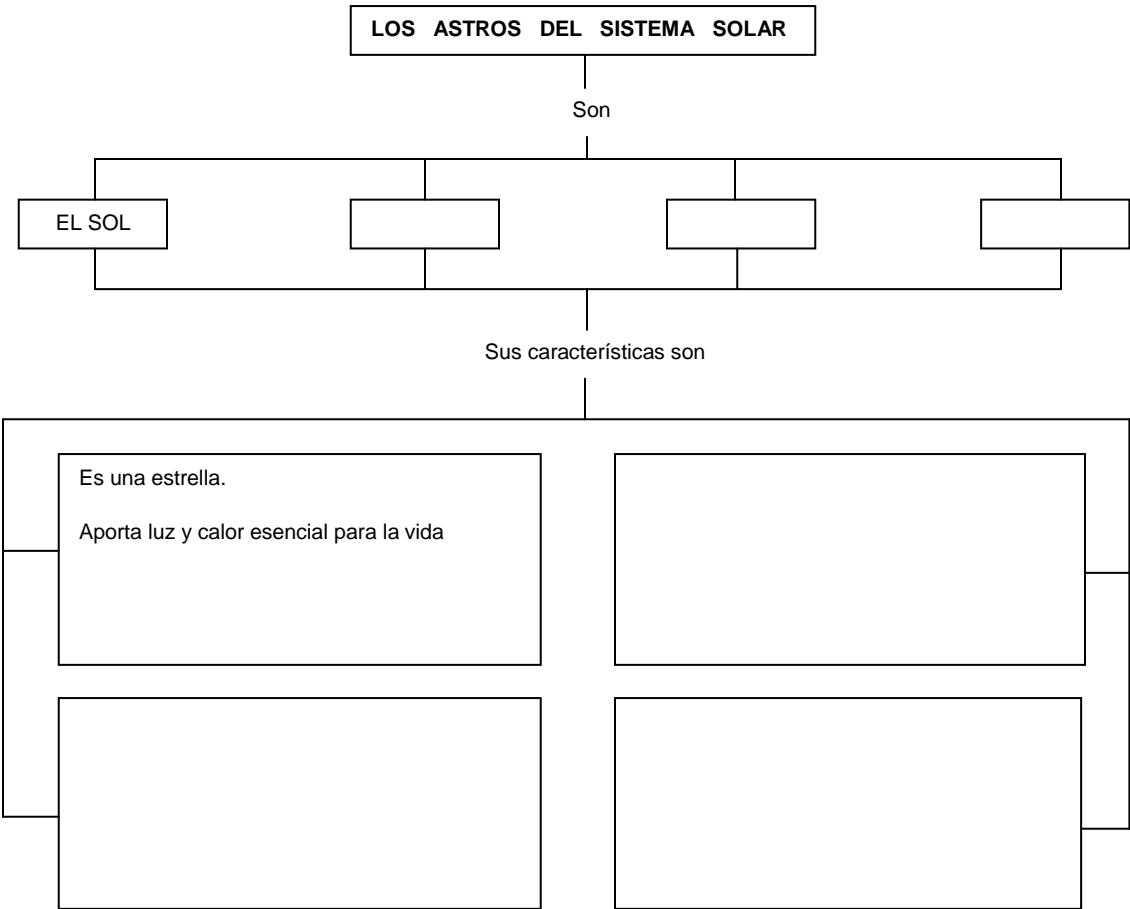 LOS ASTROS DEL SISTEMA SOLAR
Son
EL SOL
Sus características son
Es una estrella.
Aporta luz y calor esencial para la vida